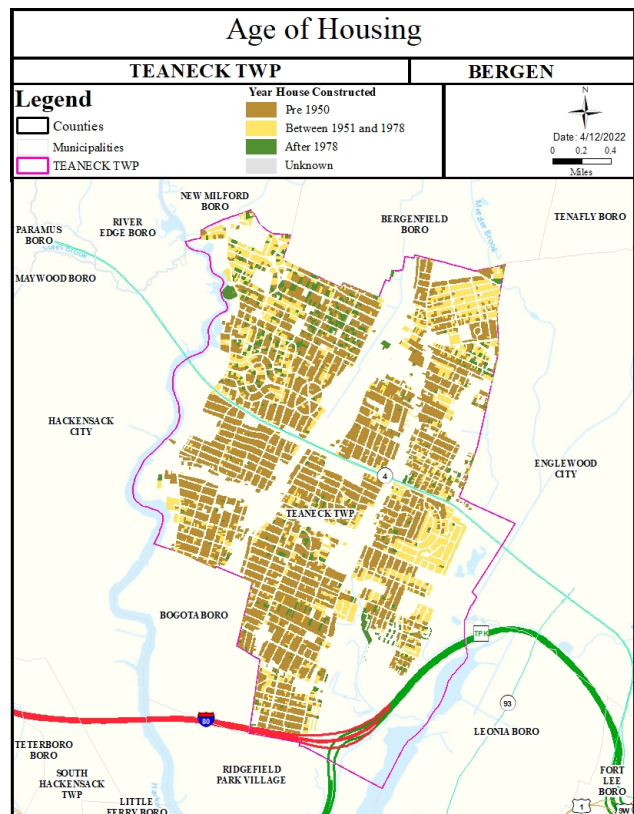 Age of Housing
TEANECK TWP
BERGEN
Legend
Counties
Municipalities
TEANECK TWP
Year House Constructed
Pre 1950
Between 1951 and 1978
After 1978
Unknown
N
Date: 4/12/2022
0 0.2 0.4
Miles
NEW MILFORD
BORO
PARAMUS
BORO
RIVER
EDGE BORO
BERGENFIELD
BORO
TENAFLY BORO
MAYWOOD BORO
HACKENSACK
CITY
ENGLEWOOD
CITY
4
TEANECK TWP
BOGOTA BORO
TPK
93
80
LEONIA BORO
TETERBORO
BORO
SOUTH
HACKENSACK
TWP
RIDGEFIELD
PARK VILLAGE
FORT
LEE
BORO
LITTLE
FERRY BORO
1
9W